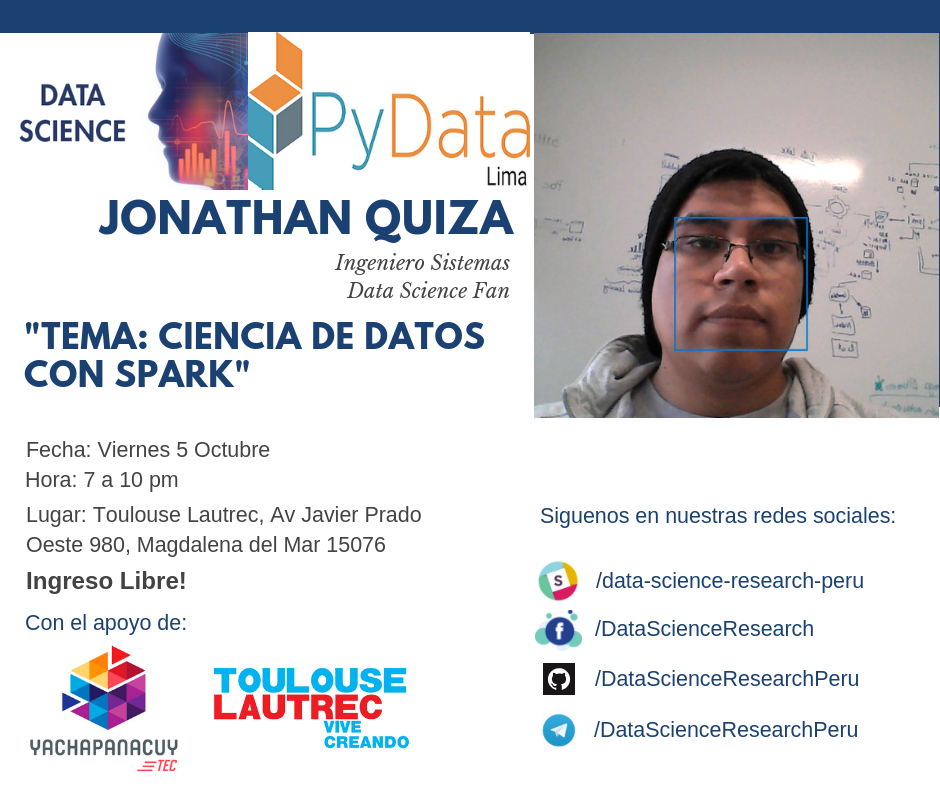 DATA
SCIENCE
PyData
Lima
JONATHAN QUIZA
Ingeniero Sistemas
Data Science Fan
"TEMA: CIENCIA DE DATOS
CON SPARK"
Fecha: Viernes 5 Octubre
Hora: 7 a 10 pm
Lugar: Toulouse Lautrec, Av Javier Prado
Oeste 980, Magdalena del Mar 15076
Ingreso Libre!
Con el apoyo de:
YACHAPANACUY
TEC
TOULOUSE
LAUTREC
VIVE
CREANDO
Siguenos en nuestras redes sociales:
S
/data-science-research-peru
f
/DataScienceResearch
/DataScienceResearchPeru
/DataScienceResearchPeru